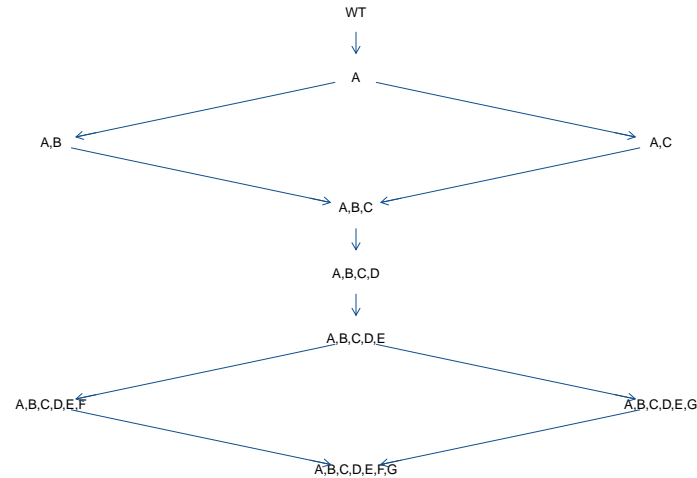 WT
A
A,B
A,C
A,B,C
A,B,C,D
A,B,C,D,E
A,B,C,D,E,F
A,B,C,D,E,G
A,B,C,D,E,F,G